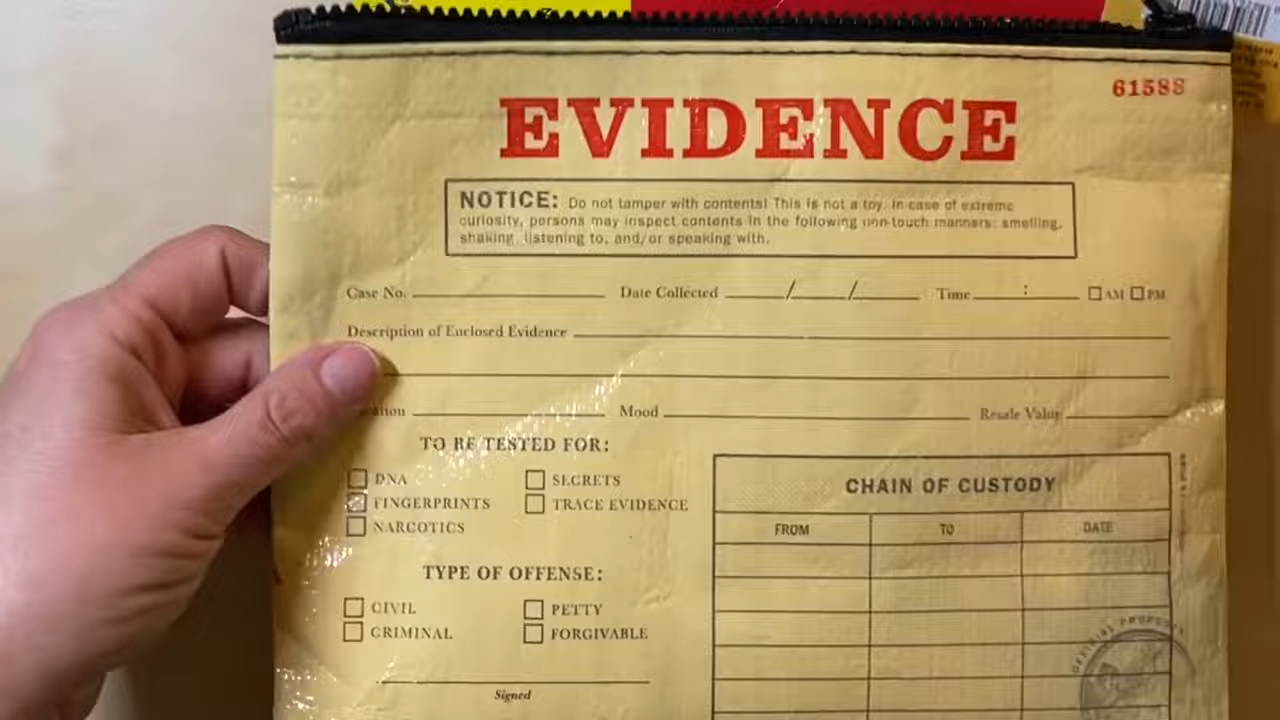 61588
EVIDENCE
NOTICE: Do not tamper with contents! This is not a toy. In case of extreme
curiosity, persons may inspect contents in the following non-touch manners: smelling,
shaking, listening to, and/or speaking with.
Case No. Date Collected / / Time : AM PM
Description of Enclosed Evidence
Mood Resale Value
TO BE TESTED FOR:
DNA SECRETS
FINGERPRINTS TRACE EVIDENCE
NARCOTICS
TYPE OF OFFENSE:
CIVIL PETTY
CRIMINAL FORGIVABLE
Signed
CHAIN OF CUSTODY
FROM TO DATE
OFFICIAL PROPERTY